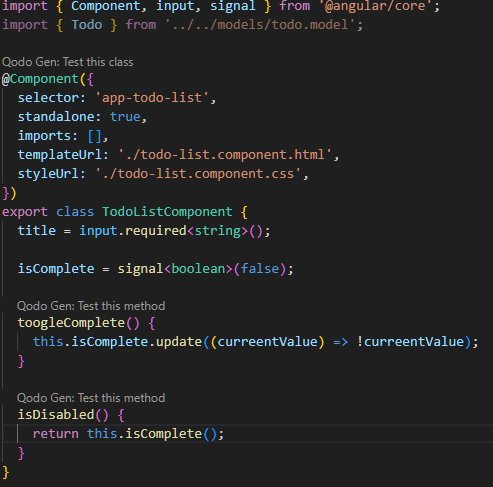 import { Component, input, signal } from '@angular/core';
import { Todo } from '../../models/todo.model';
Qodo Gen: Test this class
@Component({
  selector: 'app-todo-list',
  standalone: true,
  imports: [],
  templateUrl: './todo-list.component.html',
  styleUrl: './todo-list.component.css',
})
export class TodoListComponent {
  title = input.required<string>();
  isComplete = signal<boolean>(false);
  Qodo Gen: Test this method
  toogleComplete() {
    this.isComplete.update((curreentValue) => !curreentValue);
  }
  Qodo Gen: Test this method
  isDisabled() {
    return this.isComplete();
  }
}